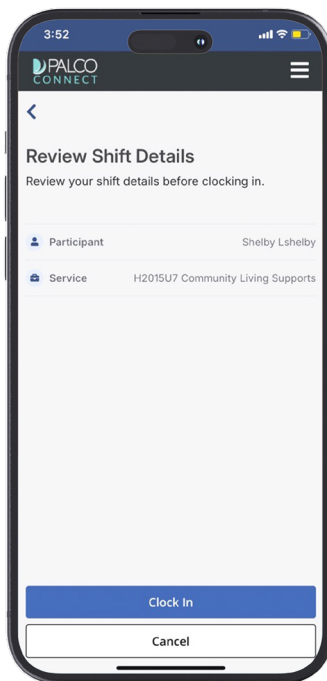 3:52
PALCO
CONNECT
Review Shift Details
Review your shift details before clocking in.
Participant Shelby Lshelby
Service H2015U7 Community Living Supports
Clock In
Cancel